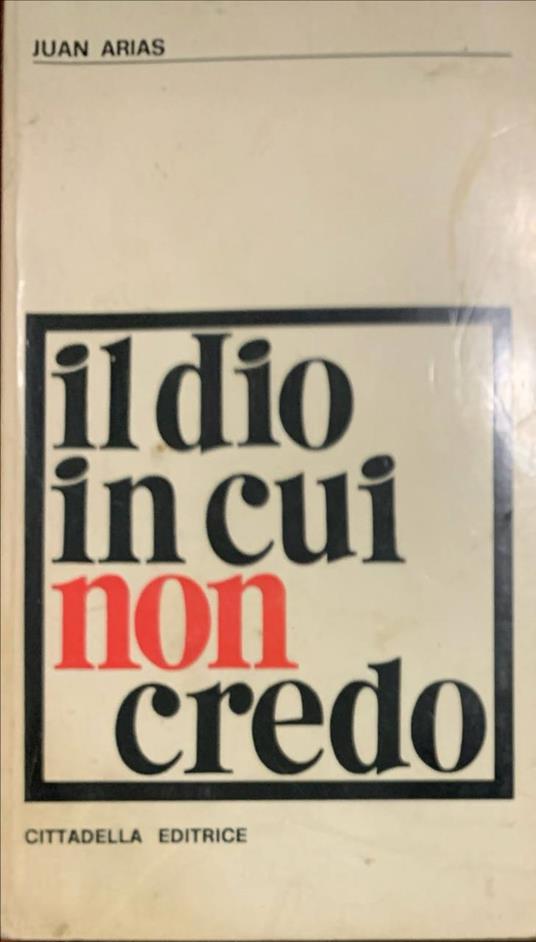 JUAN ARIAS
il dio
in cui
non
credo
CITTADELLA EDITRICE